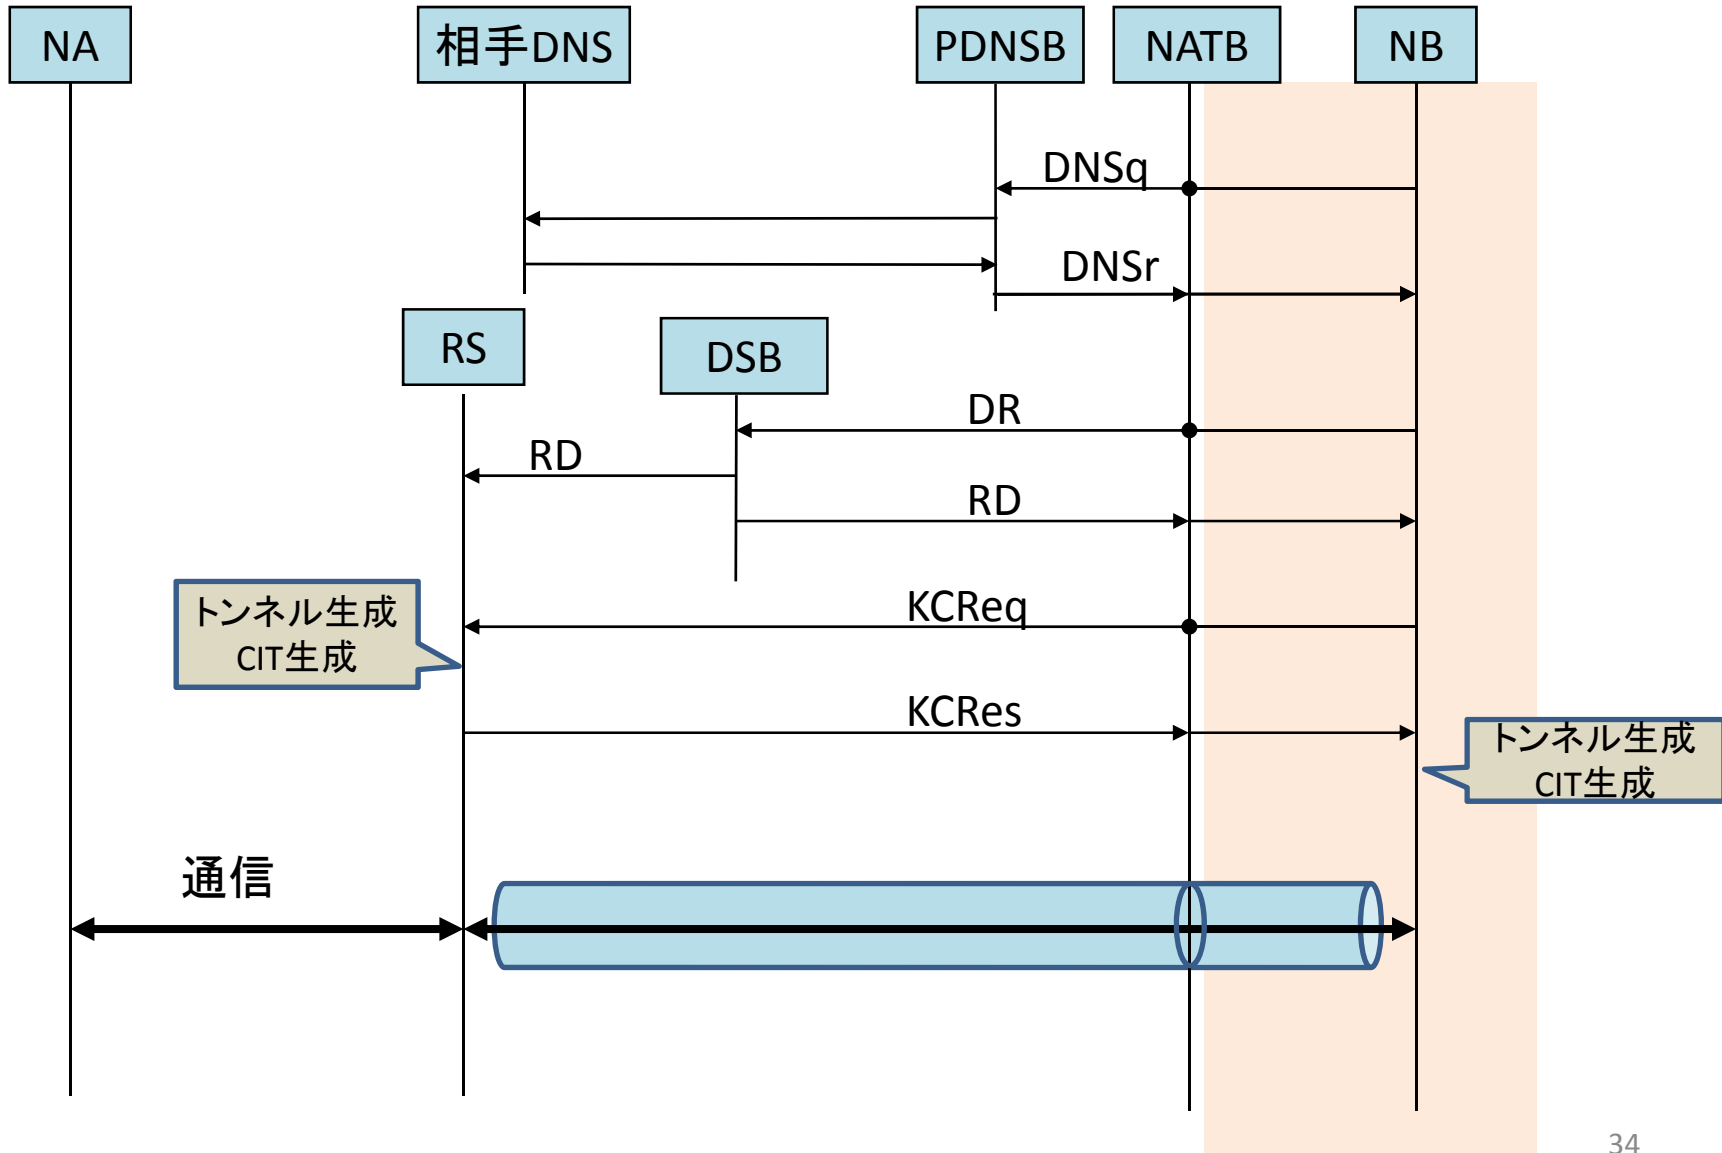 NA
相手DNS
PDNSB
NATB
NB
DNSq
DNSr
RS
DSB
DR
RD
RD
トンネル生成
CIT生成
KCReq
KCRes
トンネル生成
CIT生成
通信
34